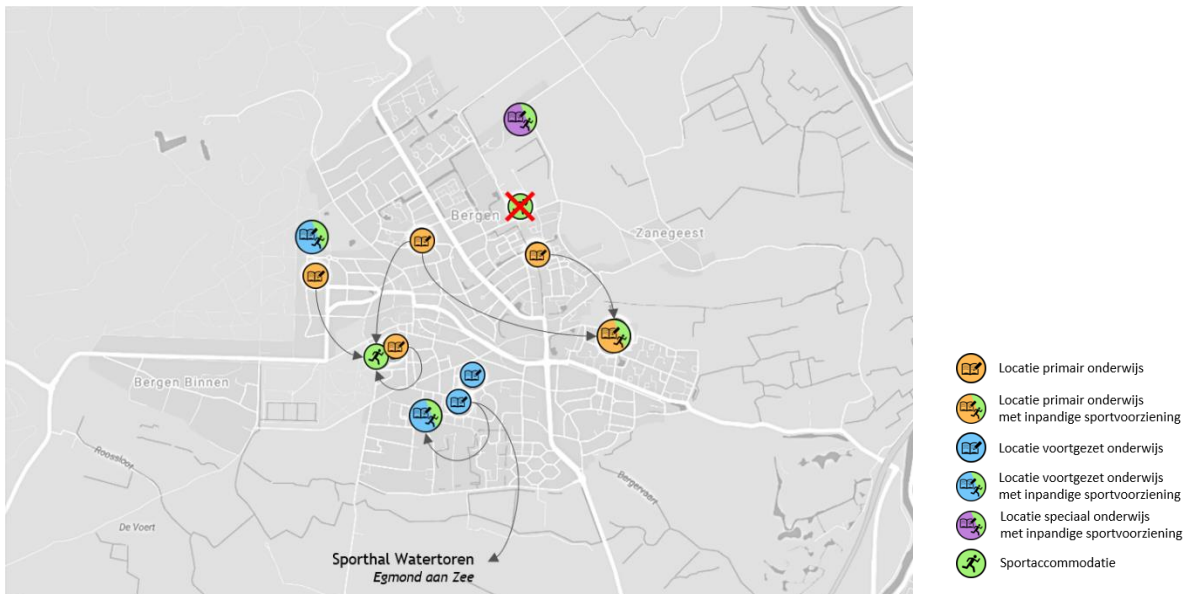 Bergen
Zanegeest
Bergen Binnen
Roossloot
De Voert
Bergervaart
Sporthal Watertoren
Egmond aan Zee
Locatie primair onderwijs
Locatie primair onderwijs
met inpandige sportvoorziening
Locatie voortgezet onderwijs
Locatie voortgezet onderwijs
met inpandige sportvoorziening
Locatie speciaal onderwijs
met inpandige sportvoorziening
Sportaccommodatie